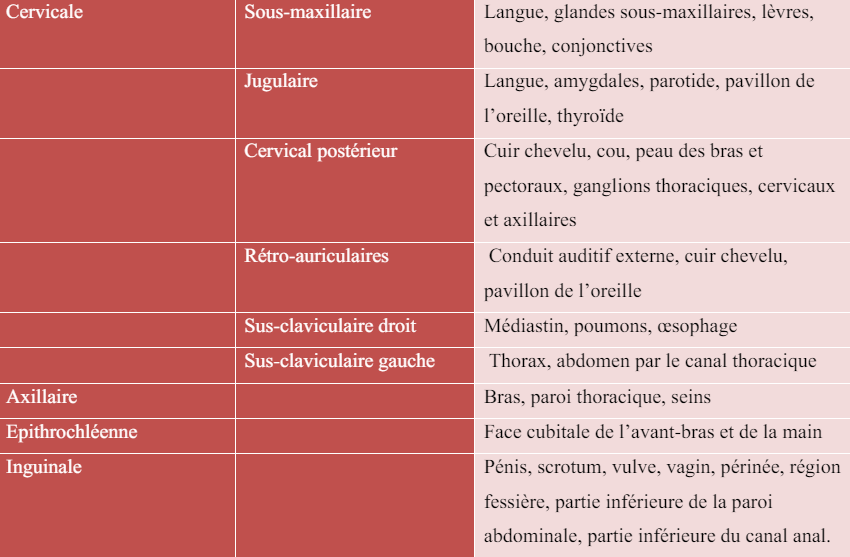 Cervicale Sous-maxillaire Langue, glandes sous-maxillaires, lèvres,
bouche, conjonctives
Jugulaire Langue, amygdales, parotide, pavillon de
l’oreille, thyroïde
Cervical postérieur Cuir chevelu, cou, peau des bras et
pectoraux, ganglions thoraciques, cervicaux
et axillaires
Rétro-auriculaires Conduit auditif externe, cuir chevelu,
pavillon de l’oreille
Sus-claviculaire droit Médiastin, poumons, œsophage
Sus-claviculaire gauche Thorax, abdomen par le canal thoracique
Axillaire Bras, paroi thoracique, seins
Epithrochléenne Face cubitale de l’avant-bras et de la main
Inguinale Pénis, scrotum, vulve, vagin, périnée, région
fessière, partie inférieure de la paroi
abdominale, partie inférieure du canal anal.